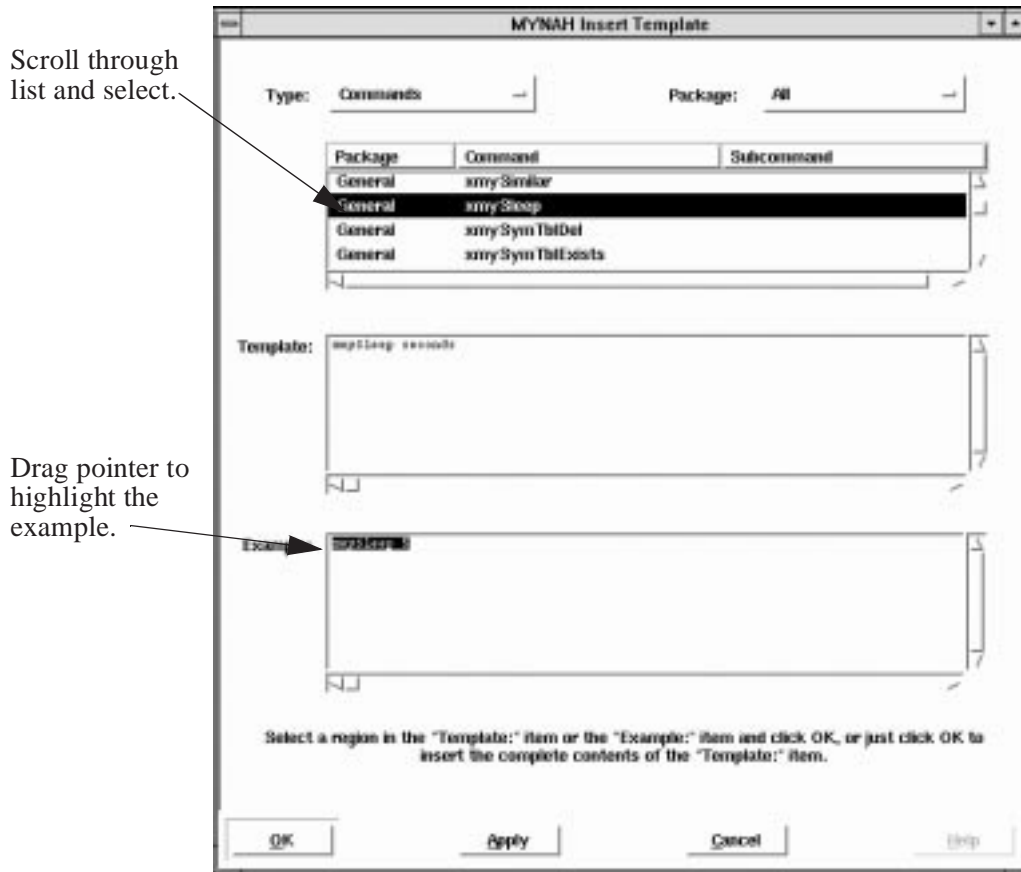 MYNAH Insert Template
Scroll through
list and select.
Type: Commands Package: All
Package Command Subcommand
General xmySimilar
General xmySleep
General xmySymTblDel
General xmySymTblExists
Template:
seconds
Drag pointer to
highlight the
example.
Select a region in the "Template:" item or the "Example:" item and click OK, or just click OK to
insert the complete contents of the "Template:" item.
OK Apply Cancel Help